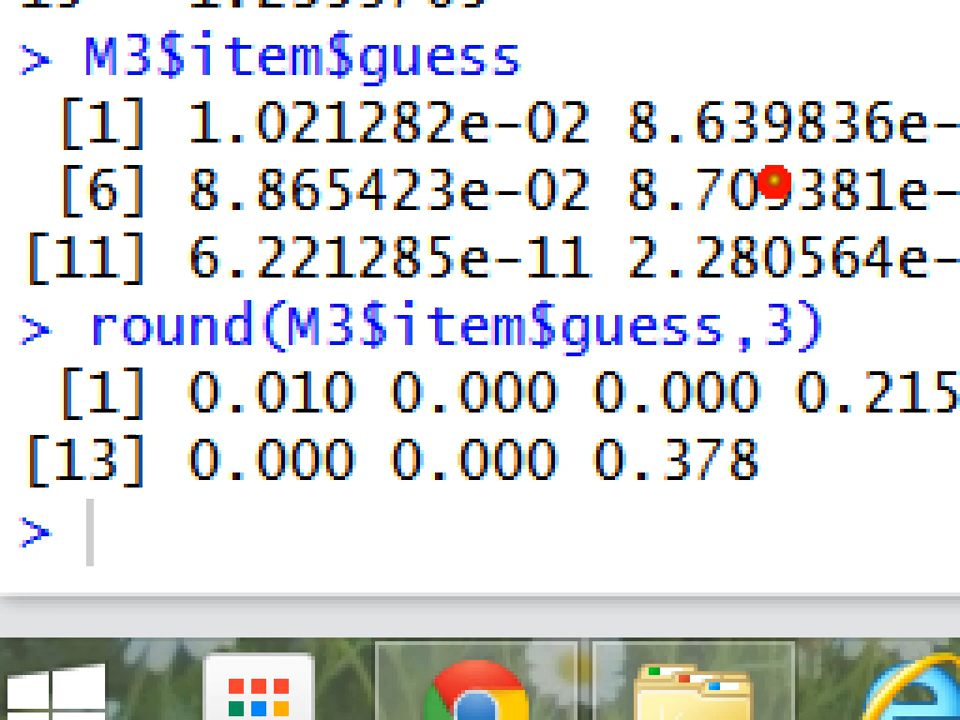 > M3$item$guess
[1] 1.021282e-02 8.639836e-
[6] 8.865423e-02 8.709381e-
[11] 6.221285e-11 2.280564e-
> round(M3$item$guess,3)
[1] 0.010 0.000 0.000 0.215
[13] 0.000 0.000 0.378
>